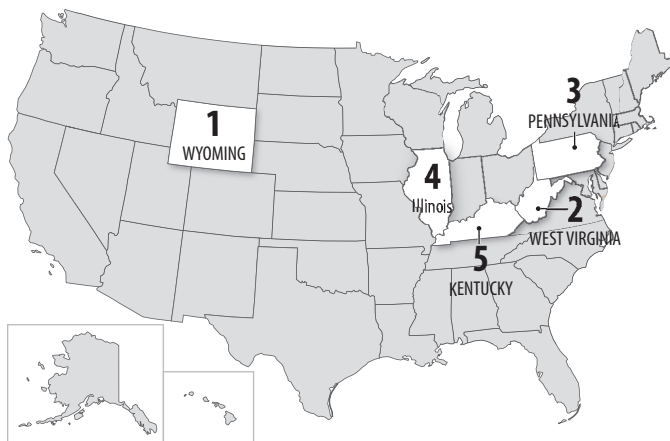 1
WYOMING
3
PENNSYLVANIA
4
Illinois
2
WEST VIRGINIA
5
KENTUCKY